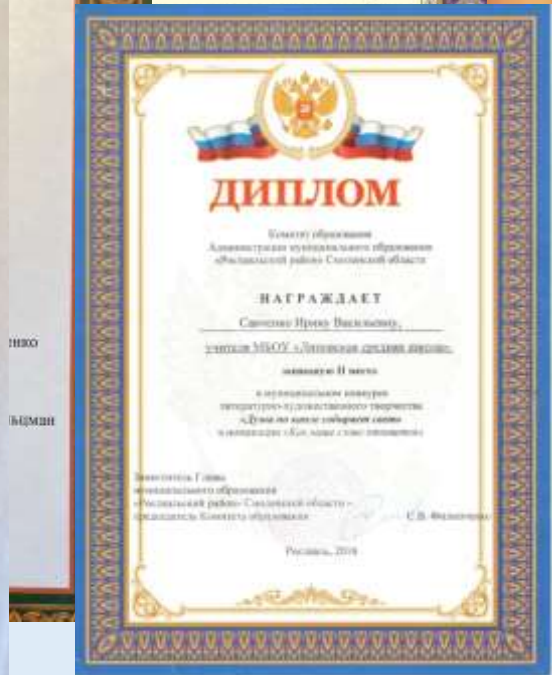 енко
льцман
ДИПЛОМ
Комитет образования
Администрации муниципального образования
«Рославльский район» Смоленской области
НАГРАЖДАЕТ
Савченко Ирину Васильевну,
учителя МБОУ «Липовская средняя школа»,
занявшую II место
в муниципальном конкурсе
литературно-художественного творчества
«Душа по капле собирает свет»
в номинации «Как наше слово отзовется»
Заместитель Главы
муниципального образования
«Рославльский район» Смоленской области -
председатель Комитета образования
С.В.
Рославль,